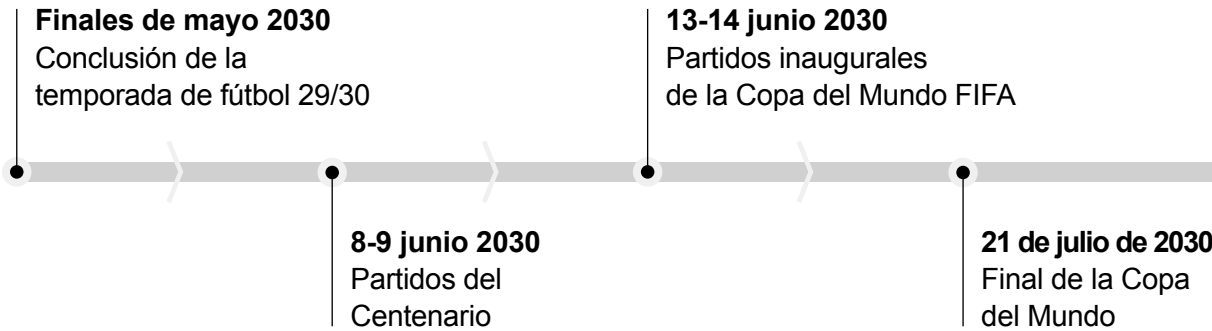 Finales de mayo 2030
Conclusión de la
temporada de fútbol 29/30
13-14 junio 2030
Partidos inaugurales
de la Copa del Mundo FIFA
8-9 junio 2030
Partidos del
Centenario
21 de julio de 2030
Final de la Copa
del Mundo